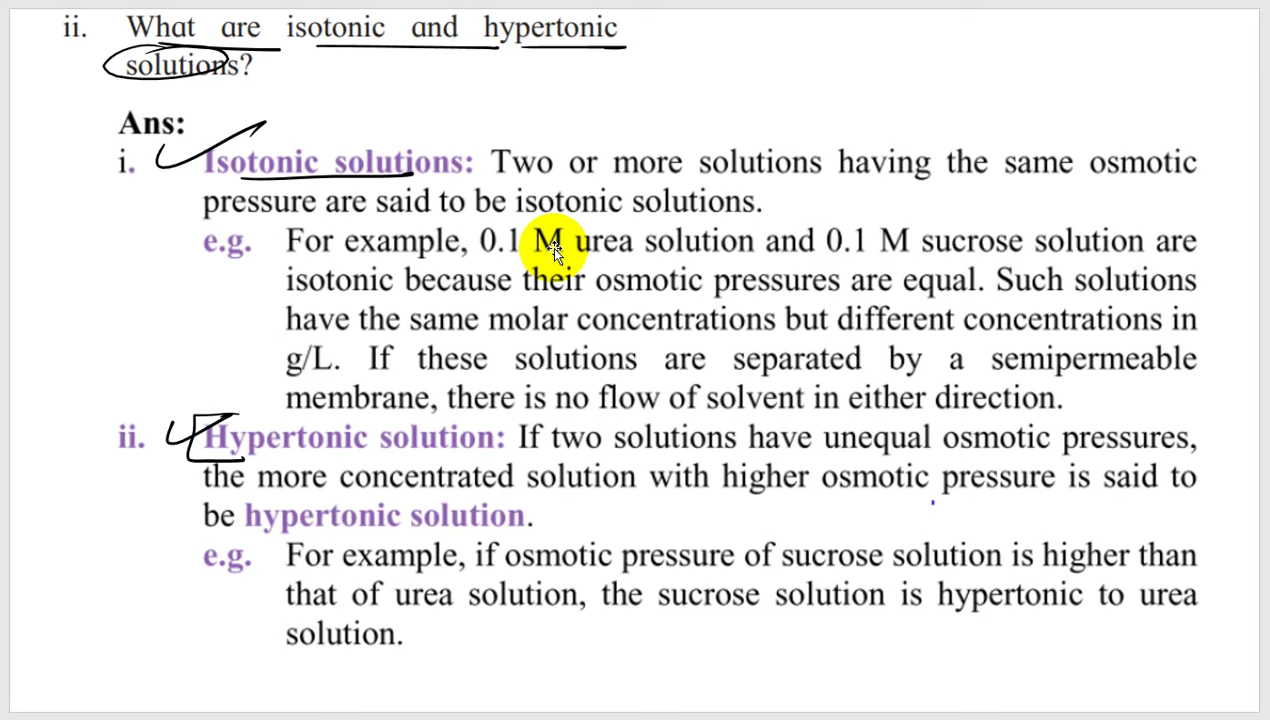 ii. What are isotonic and hypertonic
solutions?
Ans:
i. Isotonic solutions: Two or more solutions having the same osmotic
pressure are said to be isotonic solutions.
e.g. For example, 0.1 M urea solution and 0.1 M sucrose solution are
isotonic because their osmotic pressures are equal. Such solutions
have the same molar concentrations but different concentrations in
g/L. If these solutions are separated by a semipermeable
membrane, there is no flow of solvent in either direction.
ii. Hypertonic solution: If two solutions have unequal osmotic pressures,
the more concentrated solution with higher osmotic pressure is said to
be hypertonic solution.
e.g. For example, if osmotic pressure of sucrose solution is higher than
that of urea solution, the sucrose solution is hypertonic to urea
solution.